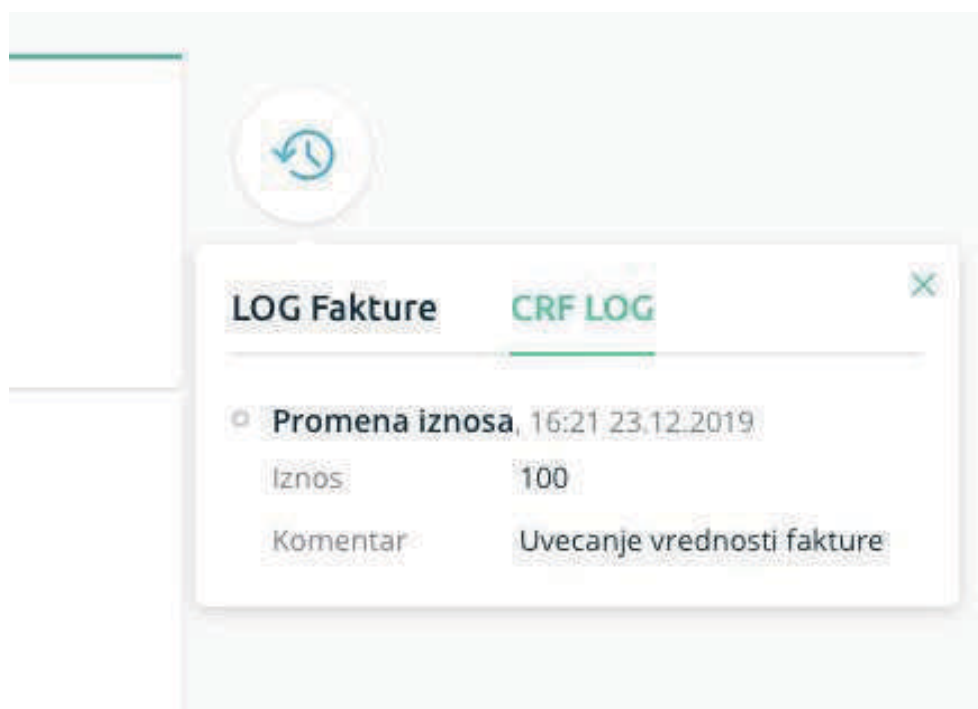 LOG Fakture CRF LOG
Promena iznosa, 16:21 23.12.2019
Iznos 100
Komentar Uvecanje vrednosti fakture